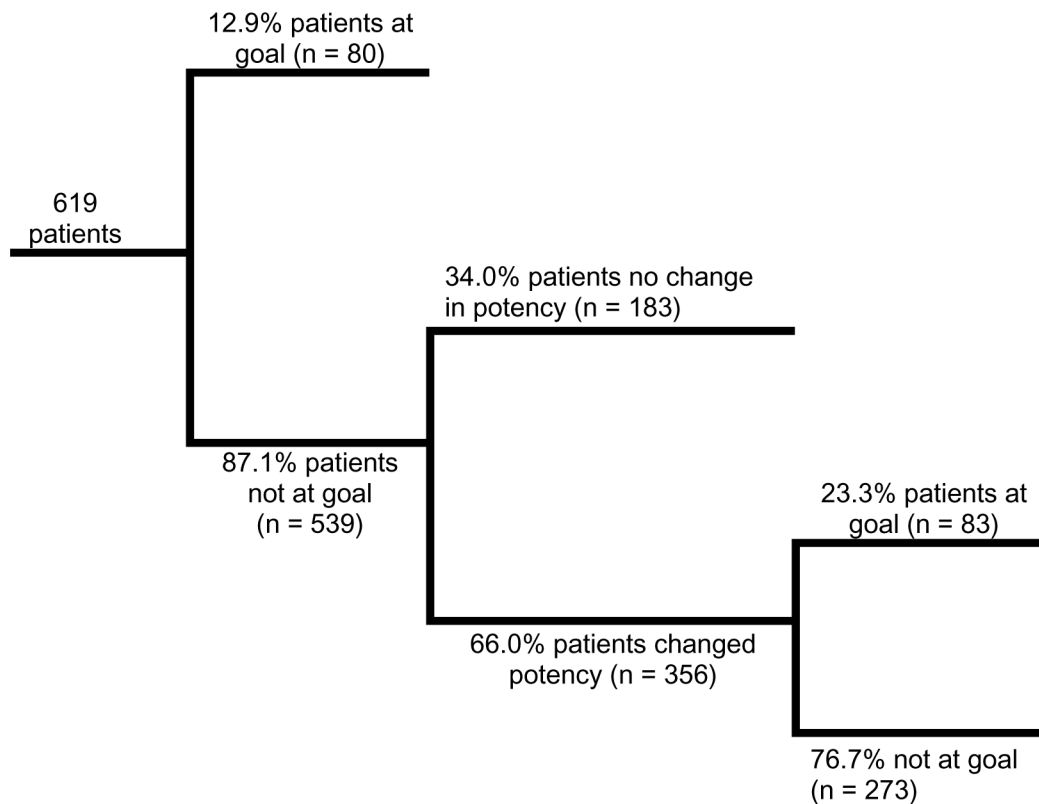 12.9% patients at
goal (n = 80)
619
patients
34.0% patients no change
in potency (n = 183)
87.1% patients
not at goal
(n = 539)
23.3% patients at
goal (n = 83)
66.0% patients changed
potency (n = 356)
76.7% not at goal
(n = 273)